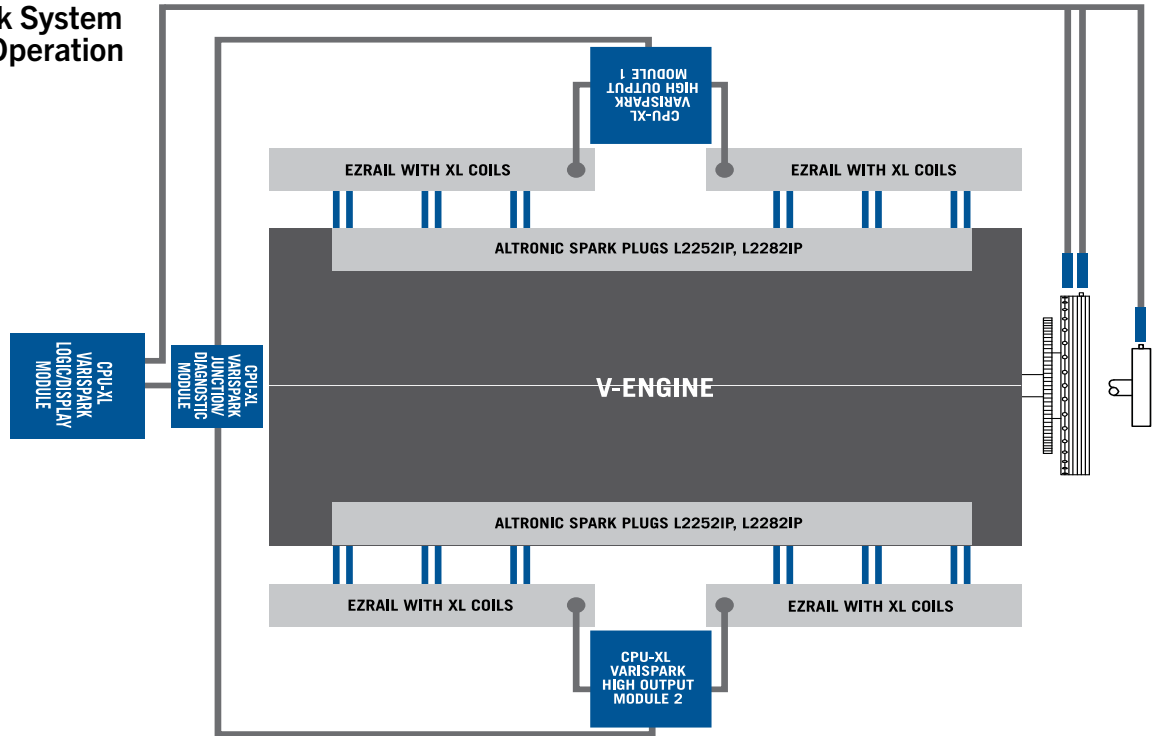 k System
Operation
CPU-XL
VARISPARK
HIGH OUTPUT
MODULE 1
EZRAIL WITH XL COILS
EZRAIL WITH XL COILS
ALTRONIC SPARK PLUGS L2252IP, L2282IP
CPU-XL
VARISPARK
LOGIC/DISPLAY
MODULE
CPU-XL
VARISPARK
JUNCTION/
DIAGNOSTIC
MODULE
V-ENGINE
ALTRONIC SPARK PLUGS L2252IP, L2282IP
EZRAIL WITH XL COILS
EZRAIL WITH XL COILS
CPU-XL
VARISPARK
HIGH OUTPUT
MODULE 2